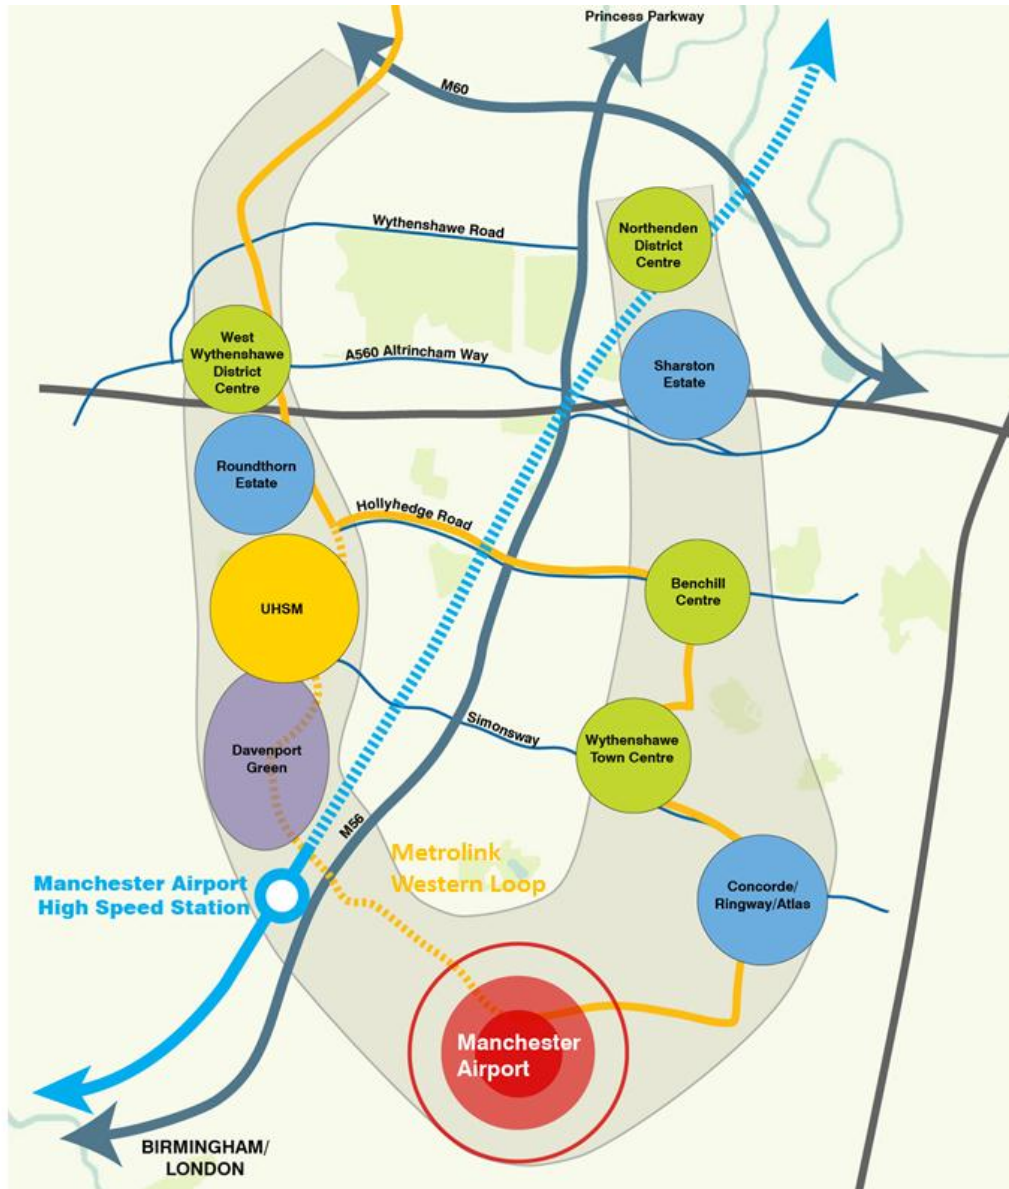 Princess Parkway
M60
Wythenshawe Road
Northenden
District
Centre
West
Wythenshawe
District
Centre
A560 Altrincham Way
Sharston
Estate
Roundthorn
Estate
Hollyhedge Road
Benchill
Centre
UHSM
Simonsway
Wythenshawe
Town Centre
Davenport
Green
M56
Metrolink
Western Loop
Manchester Airport
High Speed Station
Concorde/
Ringway/Atlas
Manchester
Airport
BIRMINGHAM/
LONDON